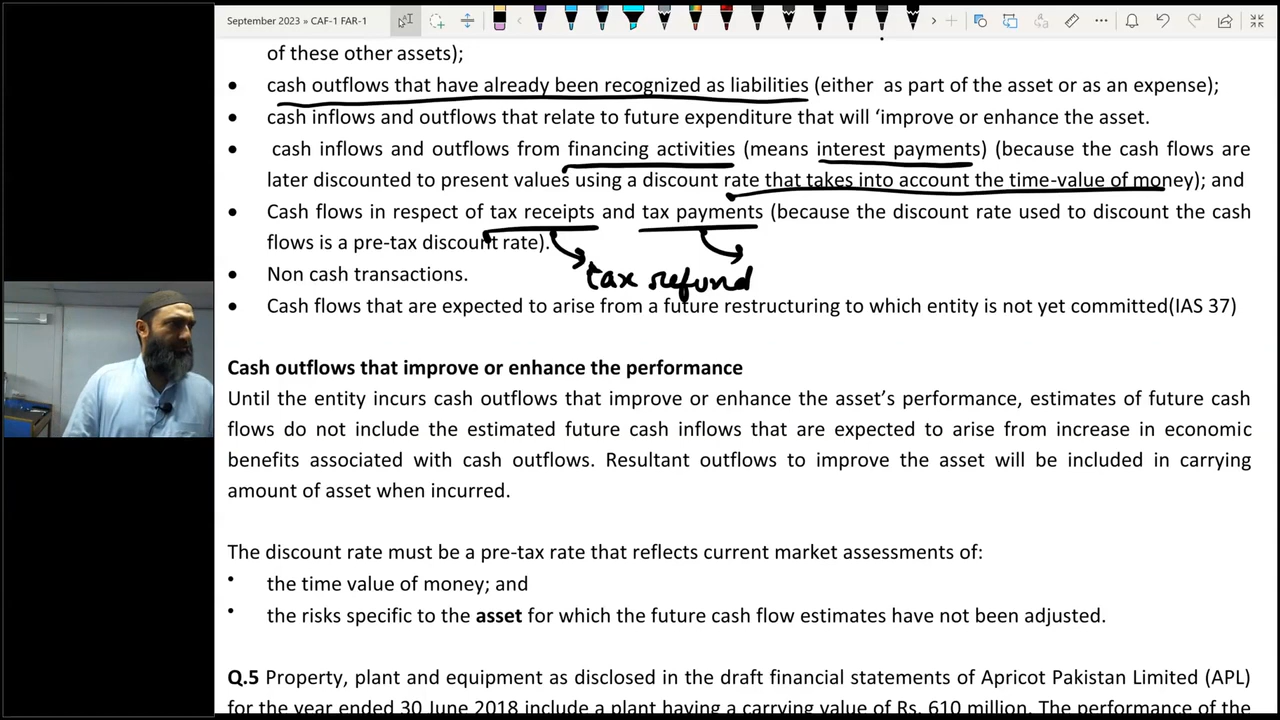 September 2023 » CAF-1 FAR-1
of these other assets);
• cash outflows that have already been recognized as liabilities (either as part of the asset or as an expense);
• cash inflows and outflows that relate to future expenditure that will ‘improve or enhance the asset.
• cash inflows and outflows from financing activities (means interest payments) (because the cash flows are
later discounted to present values using a discount rate that takes into account the time-value of money); and
• Cash flows in respect of tax receipts and tax payments (because the discount rate used to discount the cash
flows is a pre-tax discount rate).
tax refund
• Non cash transactions.
• Cash flows that are expected to arise from a future restructuring to which entity is not yet committed(IAS 37)
Cash outflows that improve or enhance the performance
Until the entity incurs cash outflows that improve or enhance the asset’s performance, estimates of future cash
flows do not include the estimated future cash inflows that are expected to arise from increase in economic
benefits associated with cash outflows. Resultant outflows to improve the asset will be included in carrying
amount of asset when incurred.
The discount rate must be a pre-tax rate that reflects current market assessments of:
• the time value of money; and
• the risks specific to the asset for which the future cash flow estimates have not been adjusted.
Q.5 Property, plant and equipment as disclosed in the draft financial statements of Apricot Pakistan Limited (APL)
for the year ended 30 June 2018 include a plant having a carrying value of Rs. 610 million. The performance of the